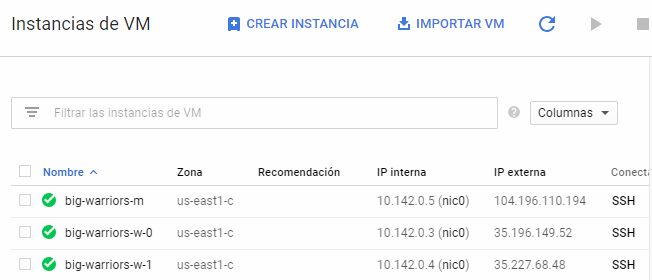 Instancias de VM CREAR INSTANCIA IMPORTAR VM
Filtrar las instancias de VM ? Columnas
Nombre Zona Recomendación IP interna IP externa Conecta
big-warriors-m us-east1-c 10.142.0.5 (nic0) 104.196.110.194 SSH
big-warriors-w-0 us-east1-c 10.142.0.3 (nic0) 35.196.149.52 SSH
big-warriors-w-1 us-east1-c 10.142.0.4 (nic0) 35.227.68.48 SSH